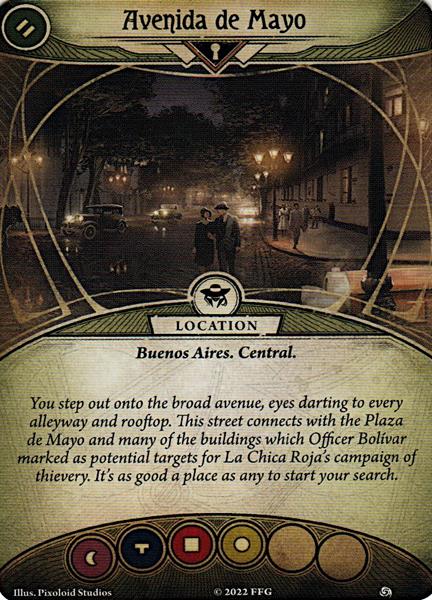 Avenida de Mayo
LOCATION
Buenos Aires. Central.
You step out onto the broad avenue, eyes darting to every
alleyway and rooftop. This street connects with the Plaza
de Mayo and many of the buildings which Officer Bolívar
marked as potential targets for La Chica Roja's campaign of
thievery. It's as good a place as any to start your search.
Illus. Pixoloid Studios
© 2022 FFG